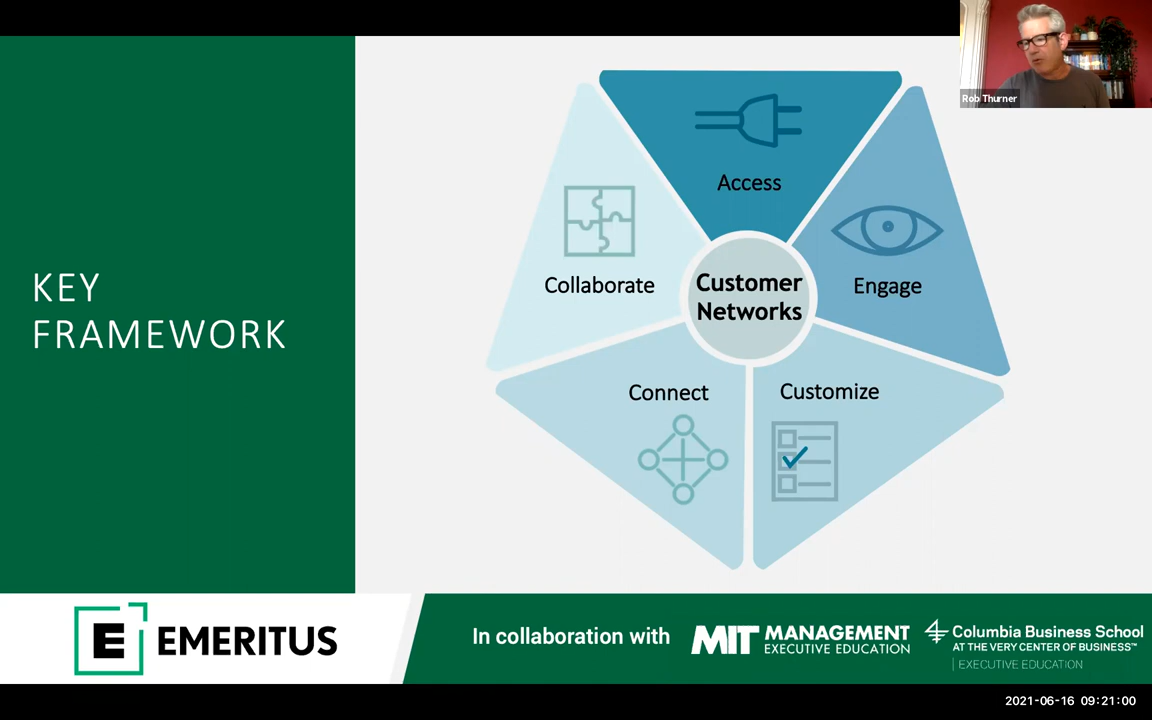 Rob Thurner
KEY
FRAMEWORK
Access
Collaborate
Engage
Customer
Networks
Connect
Customize
E EMERITUS
In collaboration with
MIT MANAGEMENT
EXECUTIVE EDUCATION
Columbia Business School
AT THE VERY CENTER OF BUSINESS™
EXECUTIVE EDUCATION
2021-06-16 09:21:00